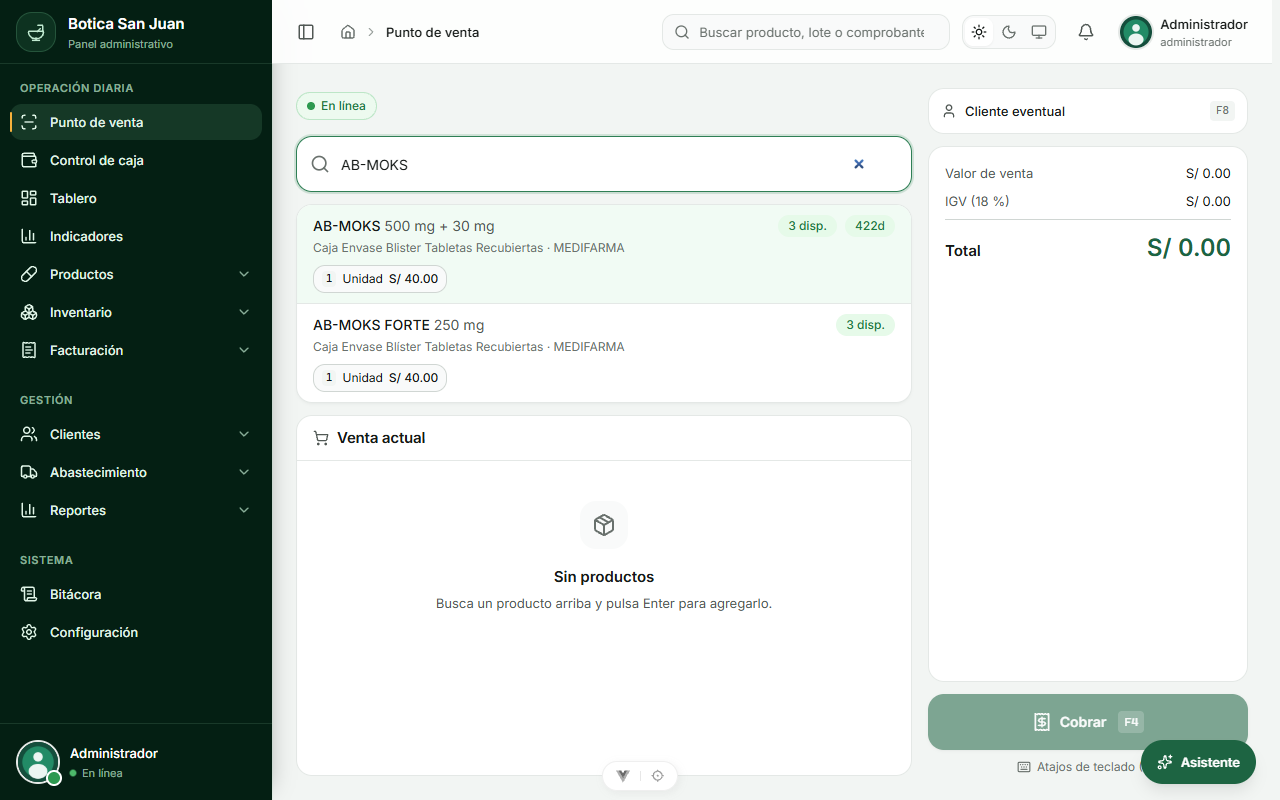 Botica San Juan
Panel administrativo
OPERACIÓN DIARIA
Punto de venta
Control de caja
Tablero
Indicadores
Productos
Inventario
Facturación
GESTIÓN
Clientes
Abastecimiento
Reportes
SISTEMA
Bitácora
Configuración
Administrador
En línea
Punto de venta
Buscar producto, lote o comprobante
Administrador
administrador
En línea
AB-MOKS
AB-MOKS 500 mg + 30 mg
3 disp. 422d
Caja Envase Blister Tabletas Recubiertas · MEDIFARMA
1 Unidad S/ 40.00
AB-MOKS FORTE 250 mg
3 disp.
Caja Envase Blíster Tabletas Recubiertas · MEDIFARMA
1 Unidad S/ 40.00
Venta actual
Sin productos
Busca un producto arriba y pulsa Enter para agregarlo.
Cliente eventual F8
Valor de venta S/ 0.00
IGV (18 %) S/ 0.00
Total S/ 0.00
Cobrar F4
Atajos de teclado
Asistente